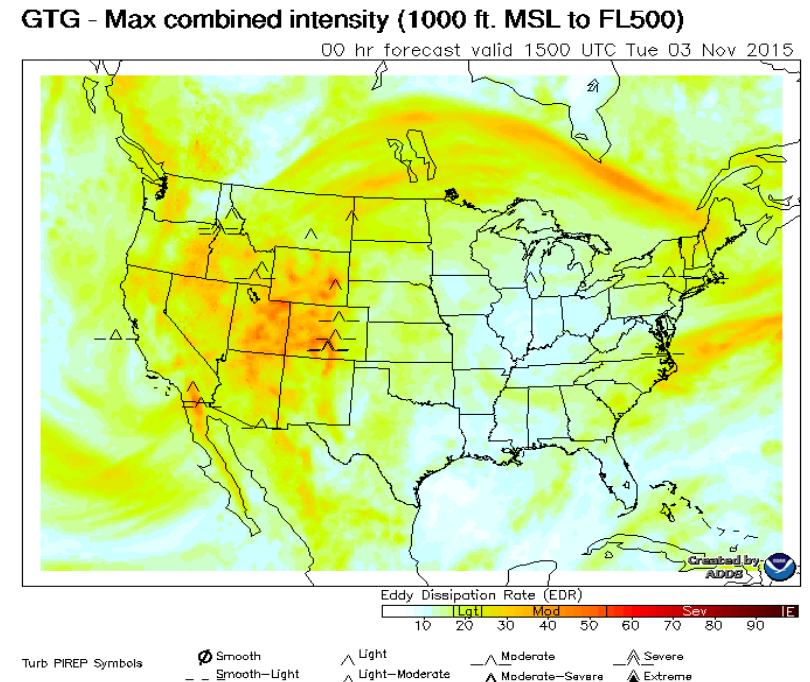 GTG - Max combined intensity (1000 ft. MSL to FL500)
00 hr forecast valid 1500 UTC Tue 03 Nov 2015
Created by
ADDS
Eddy Dissipation Rate (EDR)
Lgt Mod Sev E
10 20 30 40 50 60 70 80 90
Turb PIREP Symbols
Smooth Light Moderate Severe
Smooth-Light Light-Moderate Moderate-Severe Extreme